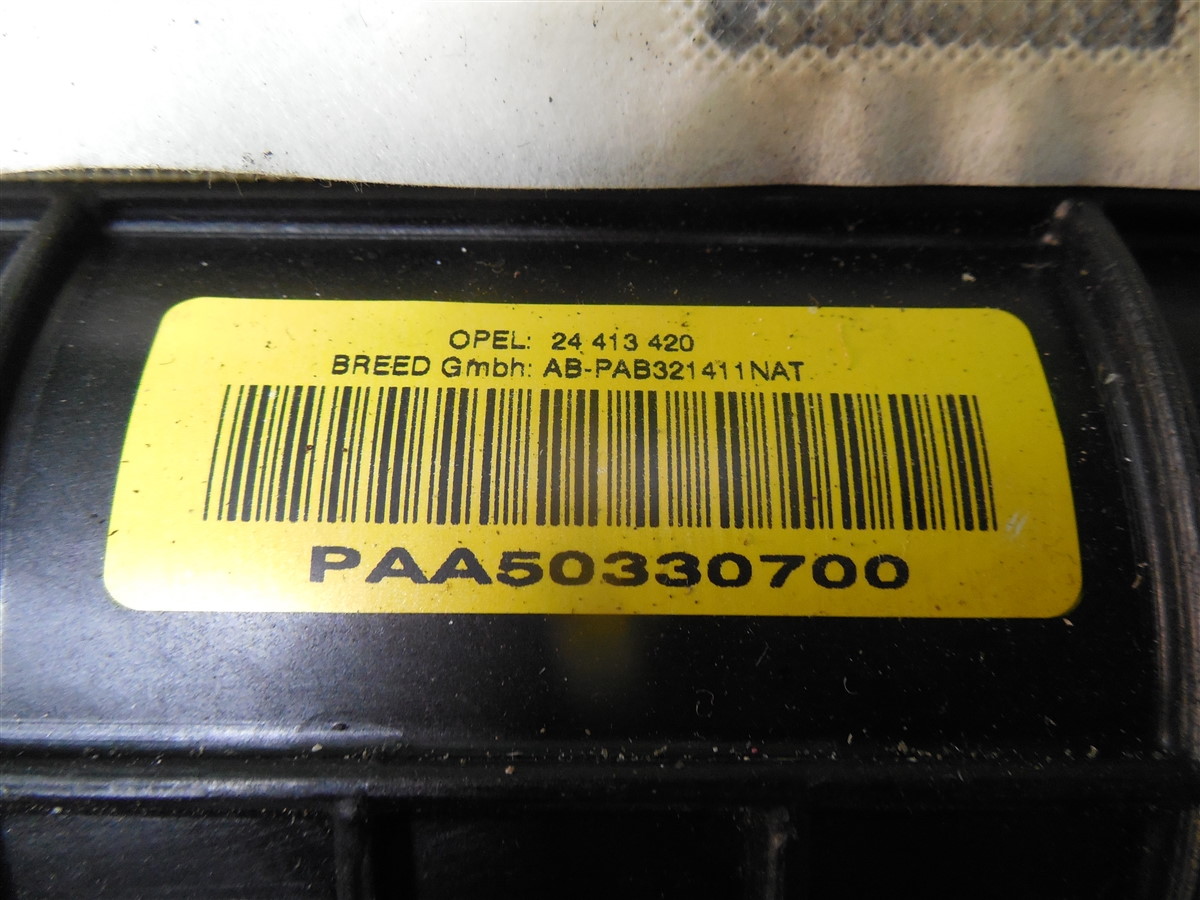 OPEL: 24 413 420
BREED Gmbh: AB-PAB321411NAT
PAA50330700